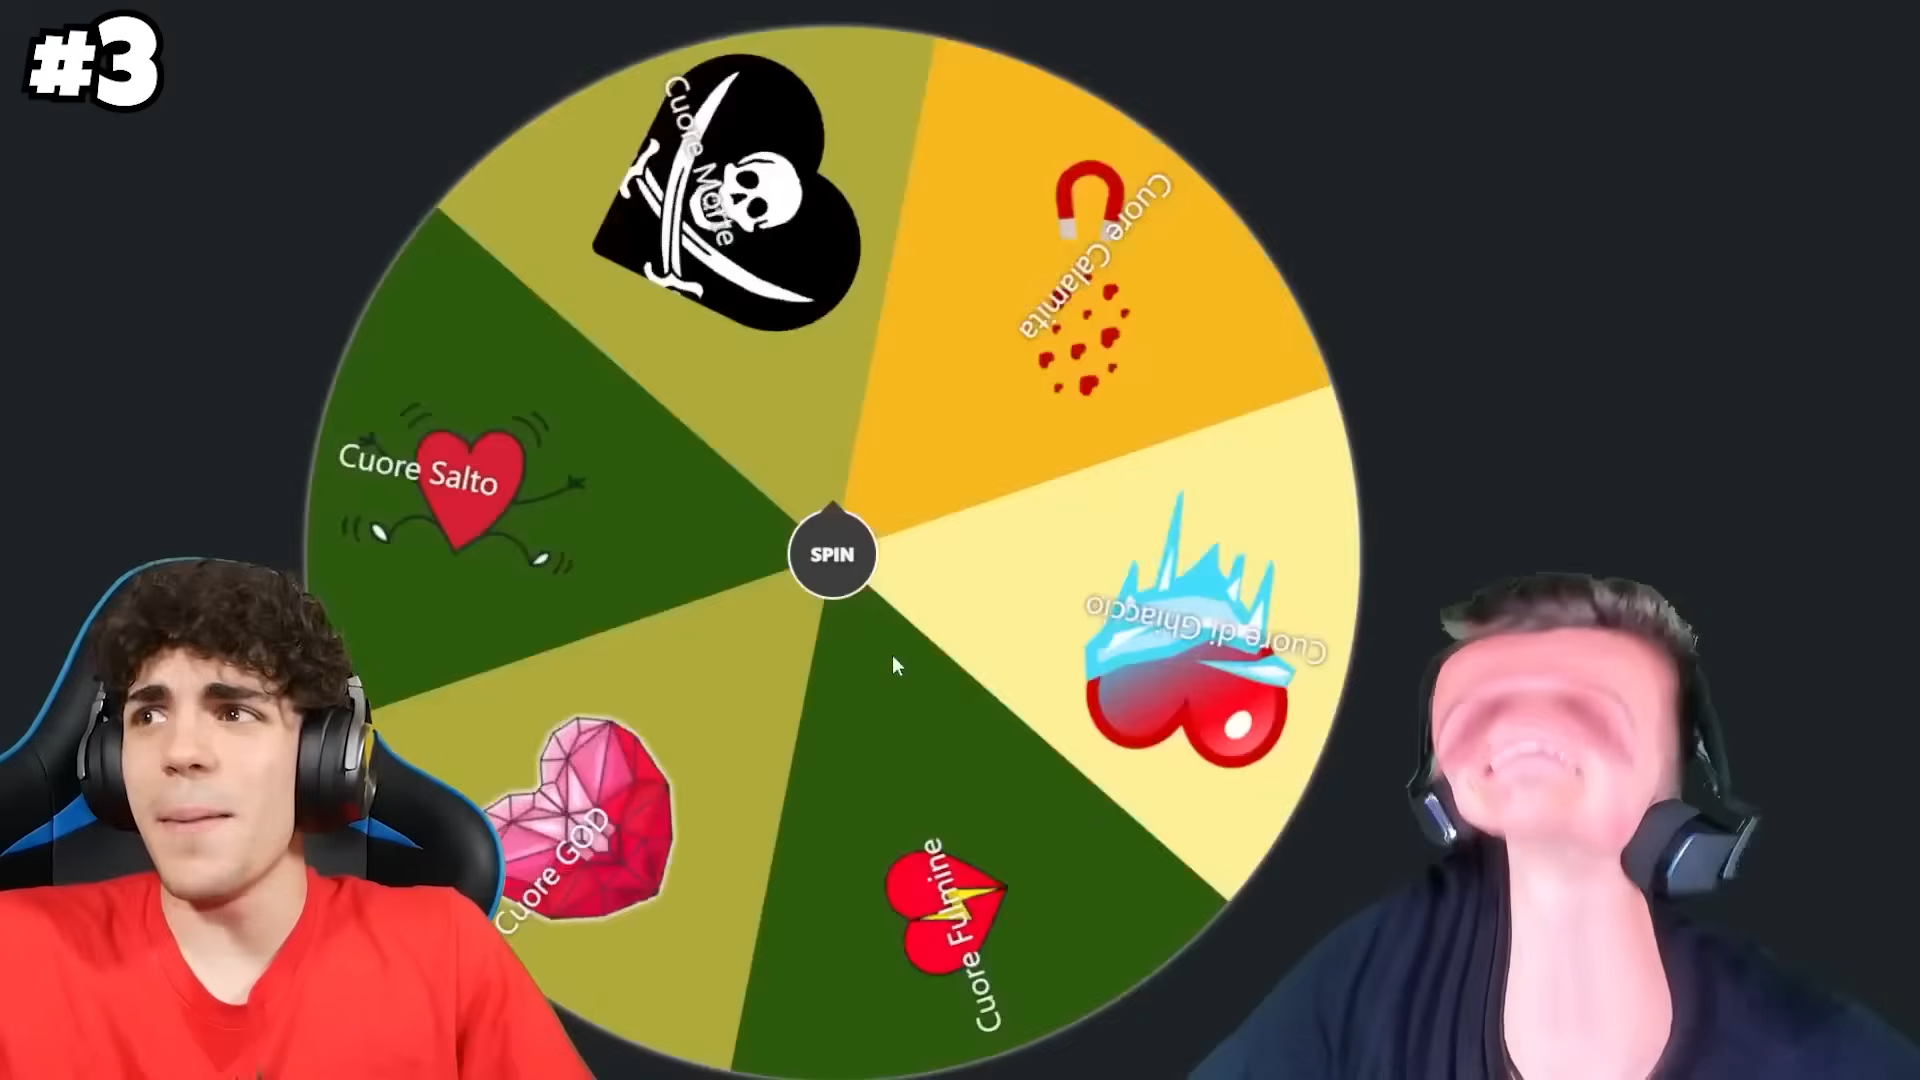 #3
Cuore Morte
Cuore Calamita
Cuore Salto
SPIN
Cuore di Ghiaccio
Cuore GOD
Cuore Fulmine